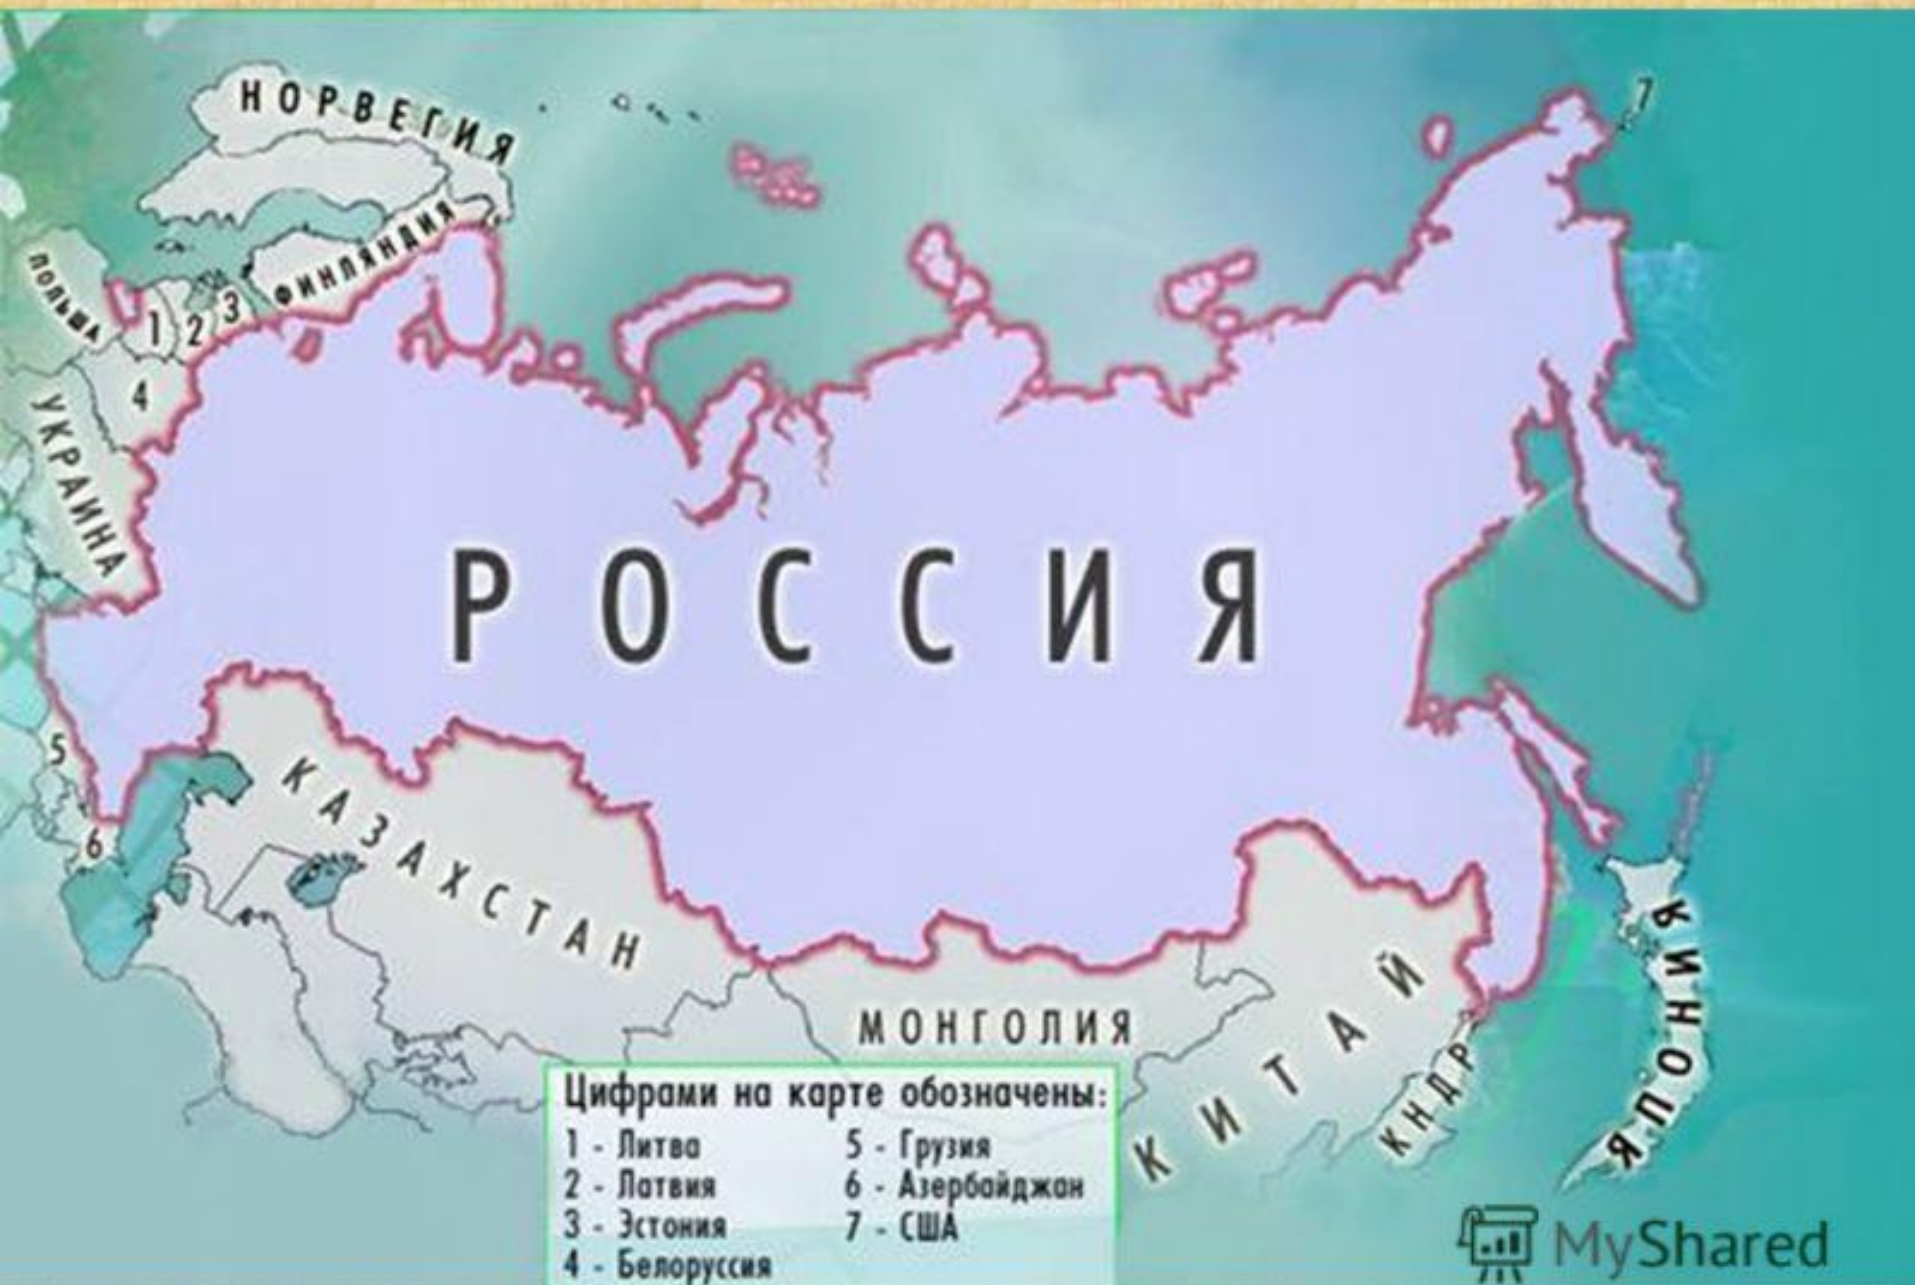 НОРВЕГИЯ
7
ФИНЛЯНДИЯ
ПОЛЬША
1
2
3
4
УКРАИНА
РОССИЯ
5
6
КАЗАХСТАН
МОНГОЛИЯ
КИТАЙ
КНДР
ЯПОНИЯ
Цифрами на карте обозначены:
1 - Литва
2 - Латвия
3 - Эстония
4 - Белоруссия
5 - Грузия
6 - Азербайджан
7 - США
MyShared